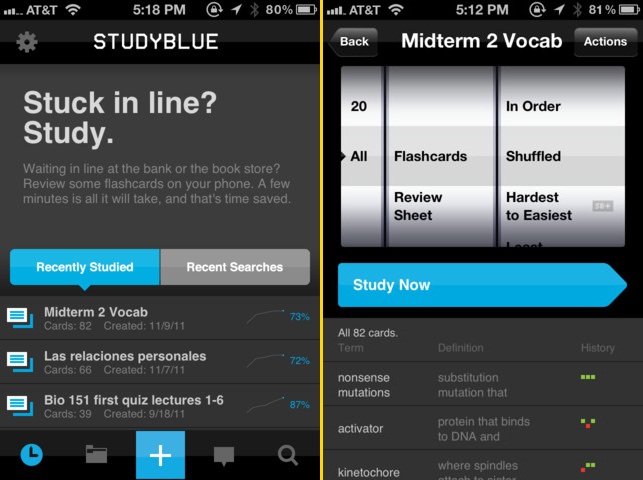 AT&T 5:18 PM 80%
STUDYBLUE
Stuck in line?
Study.
Waiting in line at the bank or the book store?
Review some flashcards on your phone. A few
minutes is all it will take, and that's time saved.
Recently Studied Recent Searches
Midterm 2 Vocab
Cards: 82 Created: 11/9/11
73%
Las relaciones personales
Cards: 66 Created: 11/7/11
72%
Bio 151 first quiz lectures 1-6
Cards: 39 Created: 9/18/11
87%
AT&T 5:12 PM 81%
Back Midterm 2 Vocab Actions
20 In Order
All Flashcards Shuffled
Review
Sheet
Hardest
to Easiest
SB+
Least
Study Now
All 82 cards.
Term Definition History
nonsense
mutations
substitution
mutation that
activator
protein that binds
to DNA and
kinetochore
where spindles
attach to sister